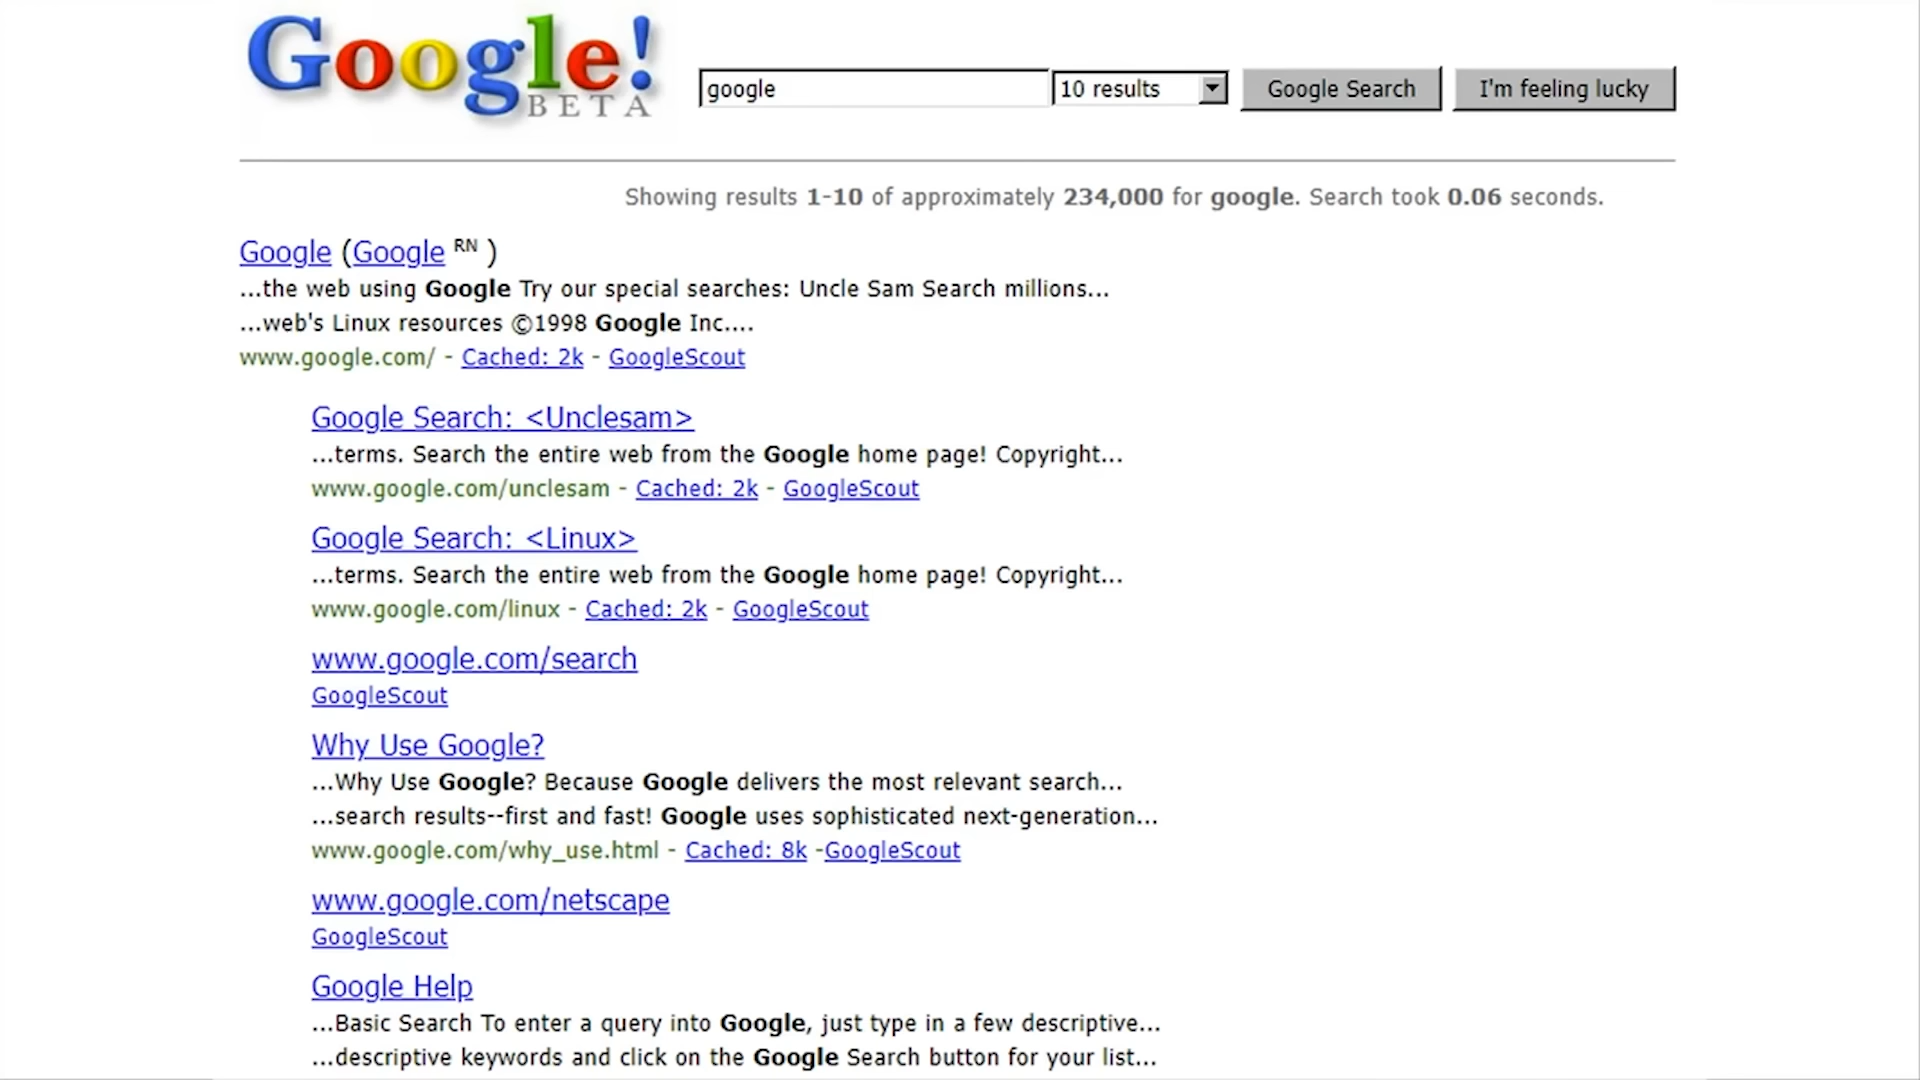 Google!
BETA
google
10 results
Google Search
I'm feeling lucky
Showing results 1-10 of approximately 234,000 for google. Search took 0.06 seconds.
Google (Google RN )
...the web using Google Try our special searches: Uncle Sam Search millions...
...web's Linux resources ©1998 Google Inc....
www.google.com/ - Cached: 2k - GoogleScout
Google Search: <Unclesam>
...terms. Search the entire web from the Google home page! Copyright...
www.google.com/unclesam - Cached: 2k - GoogleScout
Google Search: <Linux>
...terms. Search the entire web from the Google home page! Copyright...
www.google.com/linux - Cached: 2k - GoogleScout
www.google.com/search
GoogleScout
Why Use Google?
...Why Use Google? Because Google delivers the most relevant search...
...search results--first and fast! Google uses sophisticated next-generation...
www.google.com/why_use.html - Cached: 8k -GoogleScout
www.google.com/netscape
GoogleScout
Google Help
...Basic Search To enter a query into Google, just type in a few descriptive...
...descriptive keywords and click on the Google Search button for your list...